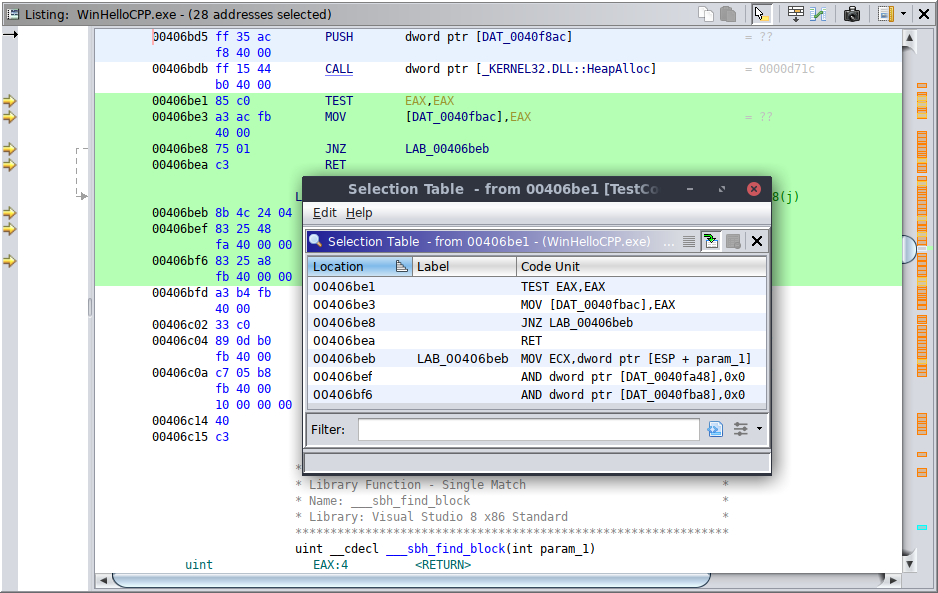 Listing: WinHelloCPP.exe - (28 addresses selected)
00406bd5 ff 35 ac PUSH dword ptr [DAT_0040f8ac] = ??
f8 40 00
00406bdb ff 15 44 CALL dword ptr [_KERNEL32.DLL::HeapAlloc] = 0000d71c
b0 40 00
00406be1 85 c0 TEST EAX,EAX
00406be3 a3 ac fb MOV [DAT_0040fbac],EAX = ??
40 00
00406be8 75 01 JNZ LAB_00406beb
00406bea c3 RET
L 8(j)
00406beb 8b 4c 24 04
00406bef 83 25 48
fa 40 00 00
00406bf6 83 25 a8
fb 40 00 00
00406bfd a3 b4 fb
40 00
00406c02 33 c0
00406c04 89 0d b0
fb 40 00
00406c0a c7 05 b8
fb 40 00
10 00 00 00
00406c14 40
00406c15 c3
Selection Table - from 00406be1 [TestCo
Edit Help
Selection Table - from 00406be1 - (WinHelloCPP.exe) ...
Location Label Code Unit
00406be1 TEST EAX,EAX
00406be3 MOV [DAT_0040fbac],EAX
00406be8 JNZ LAB_00406beb
00406bea RET
00406beb LAB_00406beb MOV ECX,dword ptr [ESP + param_1]
00406bef AND dword ptr [DAT_0040fa48],0x0
00406bf6 AND dword ptr [DAT_0040fba8],0x0
Filter:
*
* Library Function - Single Match *
* Name: ___sbh_find_block *
* Library: Visual Studio 8 x86 Standard *
**************************************************************
uint __cdecl ___sbh_find_block(int param_1)
uint EAX:4 <RETURN>